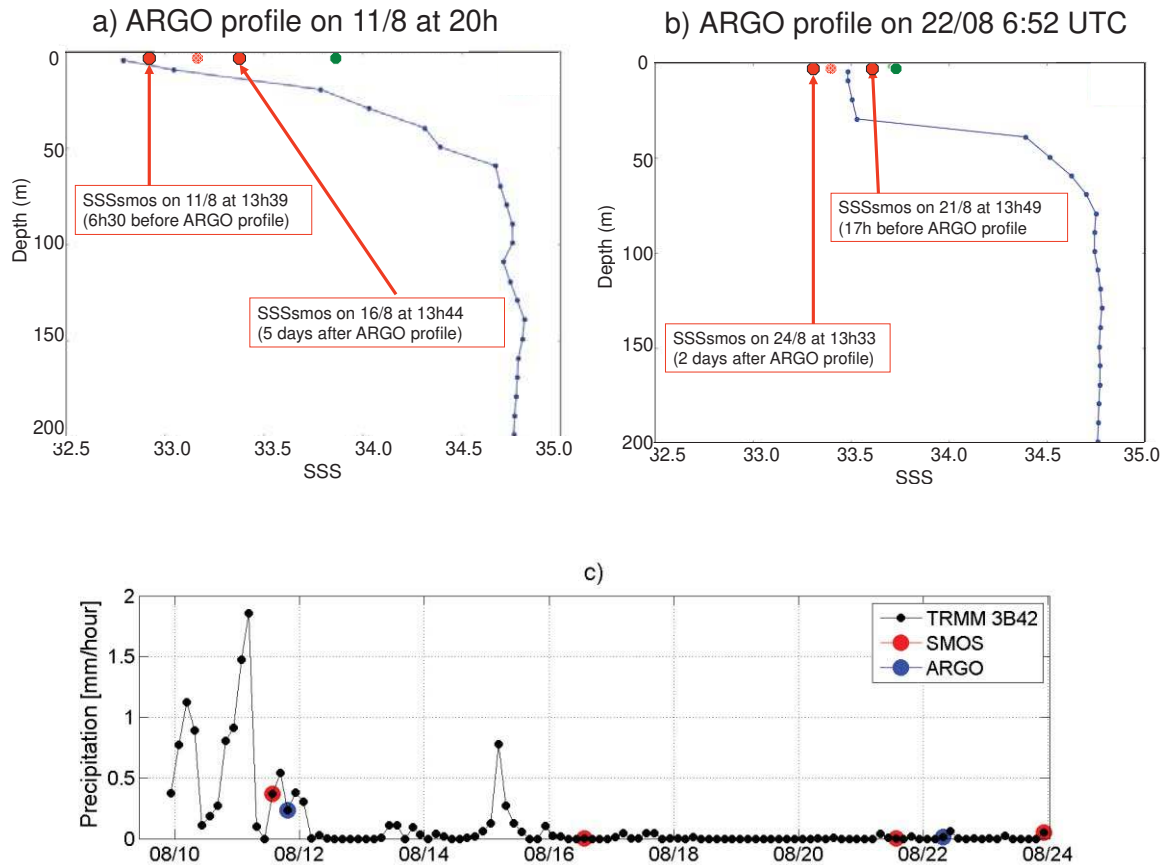 a) ARGO profile on 11/8 at 20h
b) ARGO profile on 22/08 6:52 UTC
0
50
100
150
200
Depth (m)
32.5
33.0
33.5
34.0
34.5
35.0
SSS
SSSsmos on 11/8 at 13h39
(6h30 before ARGO profile)
SSSsmos on 16/8 at 13h44
(5 days after ARGO profile)
0
50
100
150
200
Depth (m)
32.5
33.0
33.5
34.0
34.5
35.0
SSS
SSSsmos on 21/8 at 13h49
(17h before ARGO profile
SSSsmos on 24/8 at 13h33
(2 days after ARGO profile)
c)
Precipitation [mm/hour]
2
1.5
1
0.5
0
08/10
08/12
08/14
08/16
08/18
08/20
08/22
08/24
TRMM 3B42
SMOS
ARGO